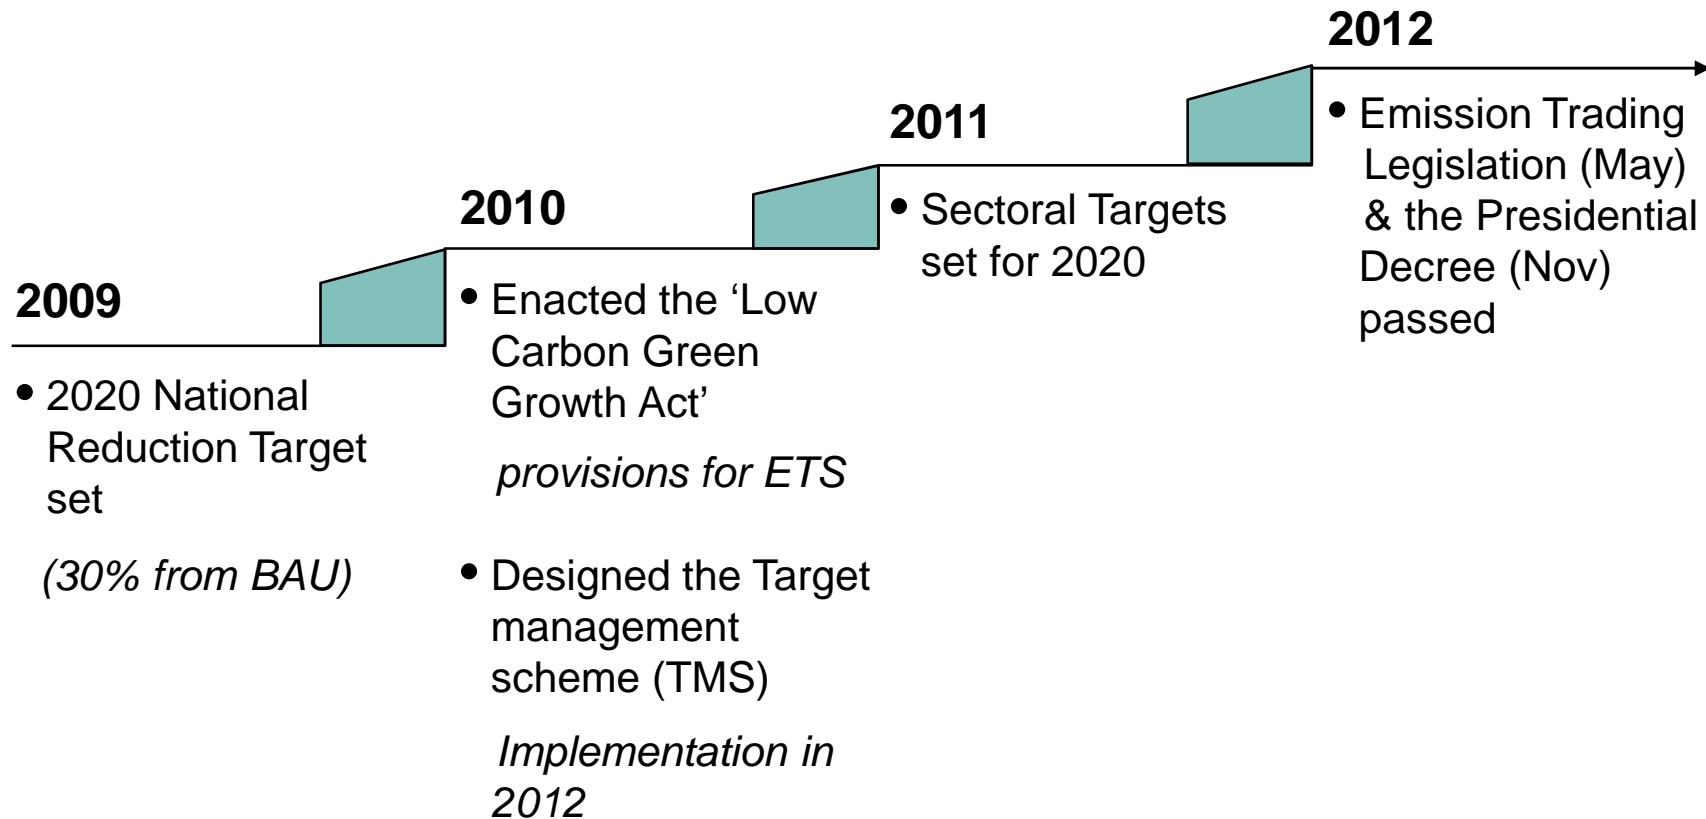 2009
• 2020 National
Reduction Target
set
(30% from BAU)
2010
• Enacted the ‘Low
Carbon Green
Growth Act’
provisions for ETS
• Designed the Target
management
scheme (TMS)
Implementation in
2012
2011
• Sectoral Targets
set for 2020
2012
• Emission Trading
Legislation (May)
& the Presidential
Decree (Nov)
passed